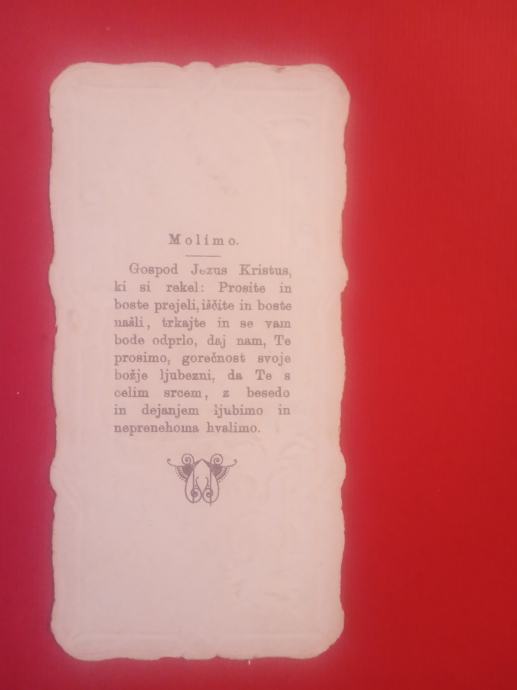 Molimo.
Gospod Jezus Kristus,
ki si rekel: Prosite in
boste prejeli, iščite in boste
našli, trkajte in se vam
bode odprlo, daj nam, Te
prosimo, gorečnost svoje
božje ljubezni, da Te s
celim srcem, z besedo
in dejanjem ljubimo in
neprenehoma hvalimo.